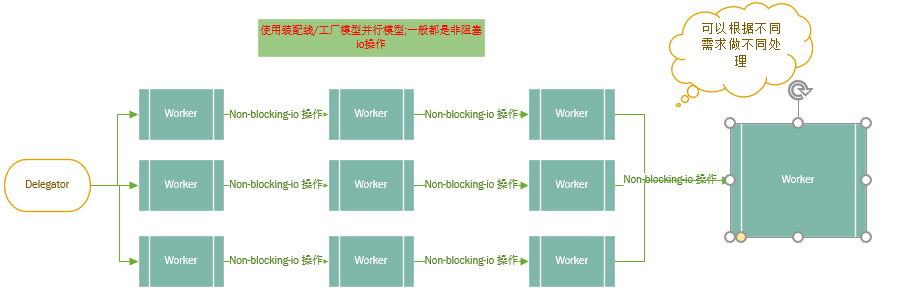 使用装配线/工厂模型并行模型;一般都是非阻塞
io操作
可以根据不同
需求做不同处
理
Worker
Non-blocking-io 操作
Worker
Non-blocking-io 操作
Worker
Delegator
Worker
Non-blocking-io 操作
Worker
Non-blocking-io 操作
Worker
Non-blocking-io 操作
Worker
Worker
Non-blocking-io 操作
Worker
Non-blocking-io 操作
Worker